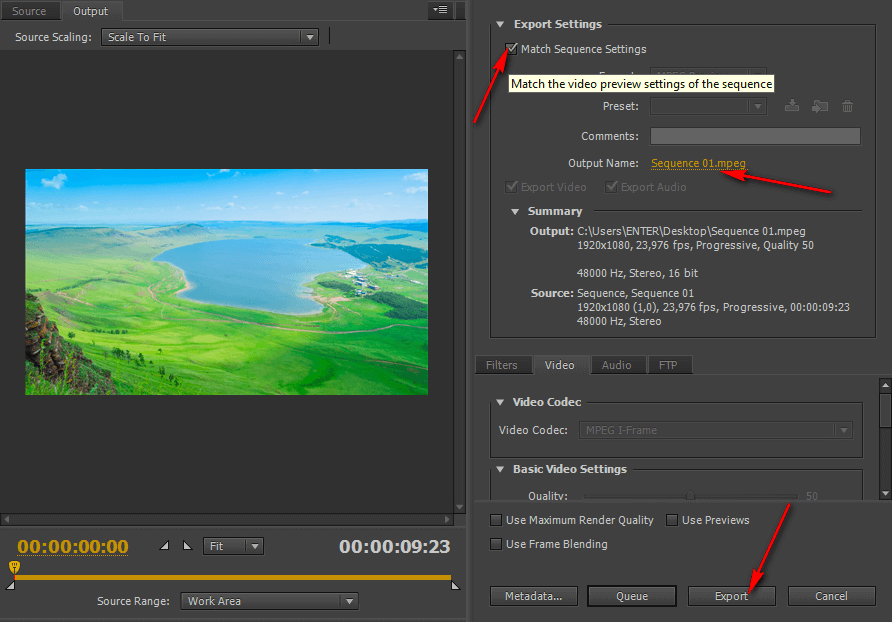 Source
Output
Source Scaling: Scale To Fit
00:00:00:00
Fit
00:00:09:23
Source Range: Work Area
Export Settings
Match Sequence Settings
Match the video preview settings of the sequence
Preset:
Comments:
Output Name: Sequence 01.mpeg
Export Video Export Audio
Summary
Output: C:\Users\ENTER\Desktop\Sequence 01.mpeg
1920x1080, 23,976 fps, Progressive, Quality 50
48000 Hz, Stereo, 16 bit
Source: Sequence, Sequence 01
1920x1080 (1,0), 23,976 fps, Progressive, 00:00:09:23
48000 Hz, Stereo
Filters Video Audio FTP
Video Codec
Video Codec: MPEG I-Frame
Basic Video Settings
Quality: 50
Use Maximum Render Quality Use Previews
Use Frame Blending
Metadata... Queue Export Cancel